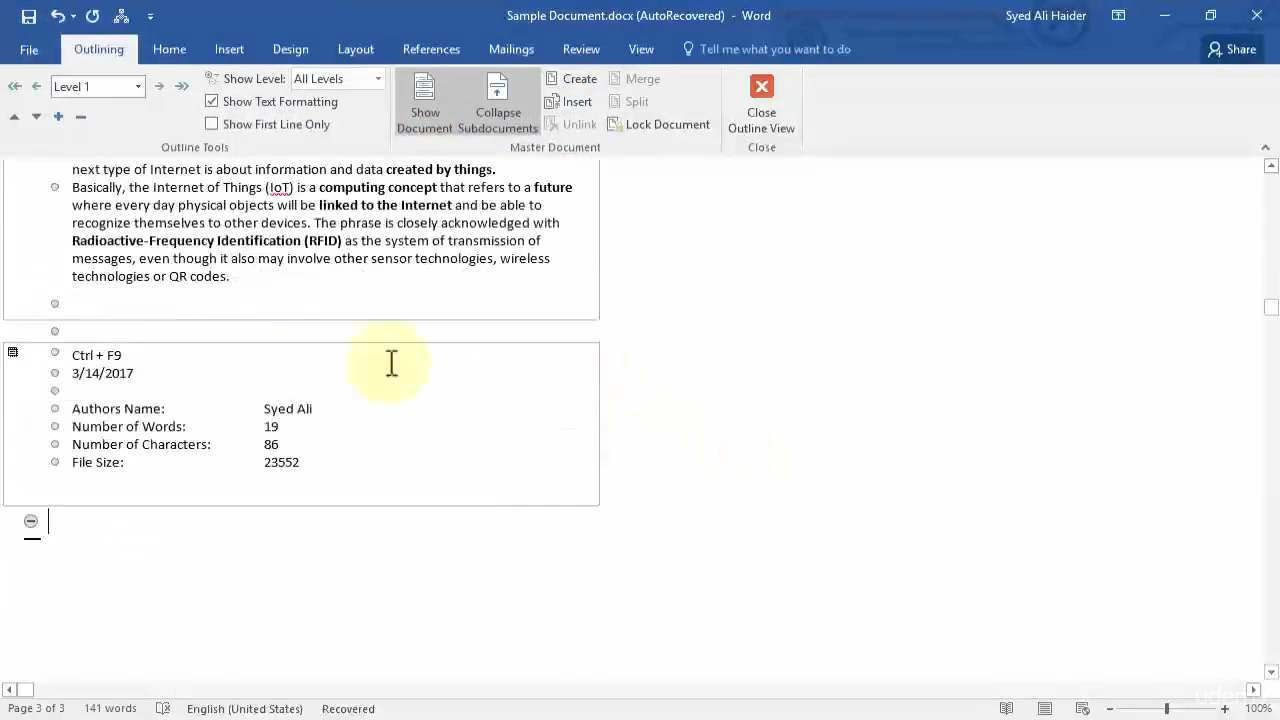 Sample Document.docx (AutoRecovered) - Word
Syed Ali Haider
File Outlining Home Insert Design Layout References Mailings Review View Tell me what you want to do Share
Level 1
Show Level: All Levels
Show Text Formatting
Show First Line Only
Outline Tools
Show Document
Collapse Subdocuments
Create
Insert
Unlink
Merge
Split
Lock Document
Master Document
Close Outline View
Close
next type of Internet is about information and data created by things.
Basically, the Internet of Things (IoT) is a computing concept that refers to a future
where every day physical objects will be linked to the Internet and be able to
recognize themselves to other devices. The phrase is closely acknowledged with
Radioactive-Frequency Identification (RFID) as the system of transmission of
messages, even though it also may involve other sensor technologies, wireless
technologies or QR codes.
Ctrl + F9
3/14/2017
Authors Name: Syed Ali
Number of Words: 19
Number of Characters: 86
File Size: 23552
udemy
Page 3 of 3 141 words English (United States) Recovered 100%